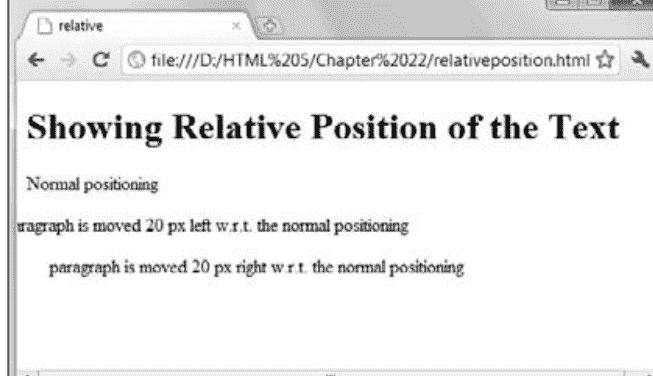 relative
file:///D:/HTML%205/Chapter%2022/relativeposition.html
Showing Relative Position of the Text
Normal positioning
aragraph is moved 20 px left w.r.t. the normal positioning
paragraph is moved 20 px right w.r.t. the normal positioning